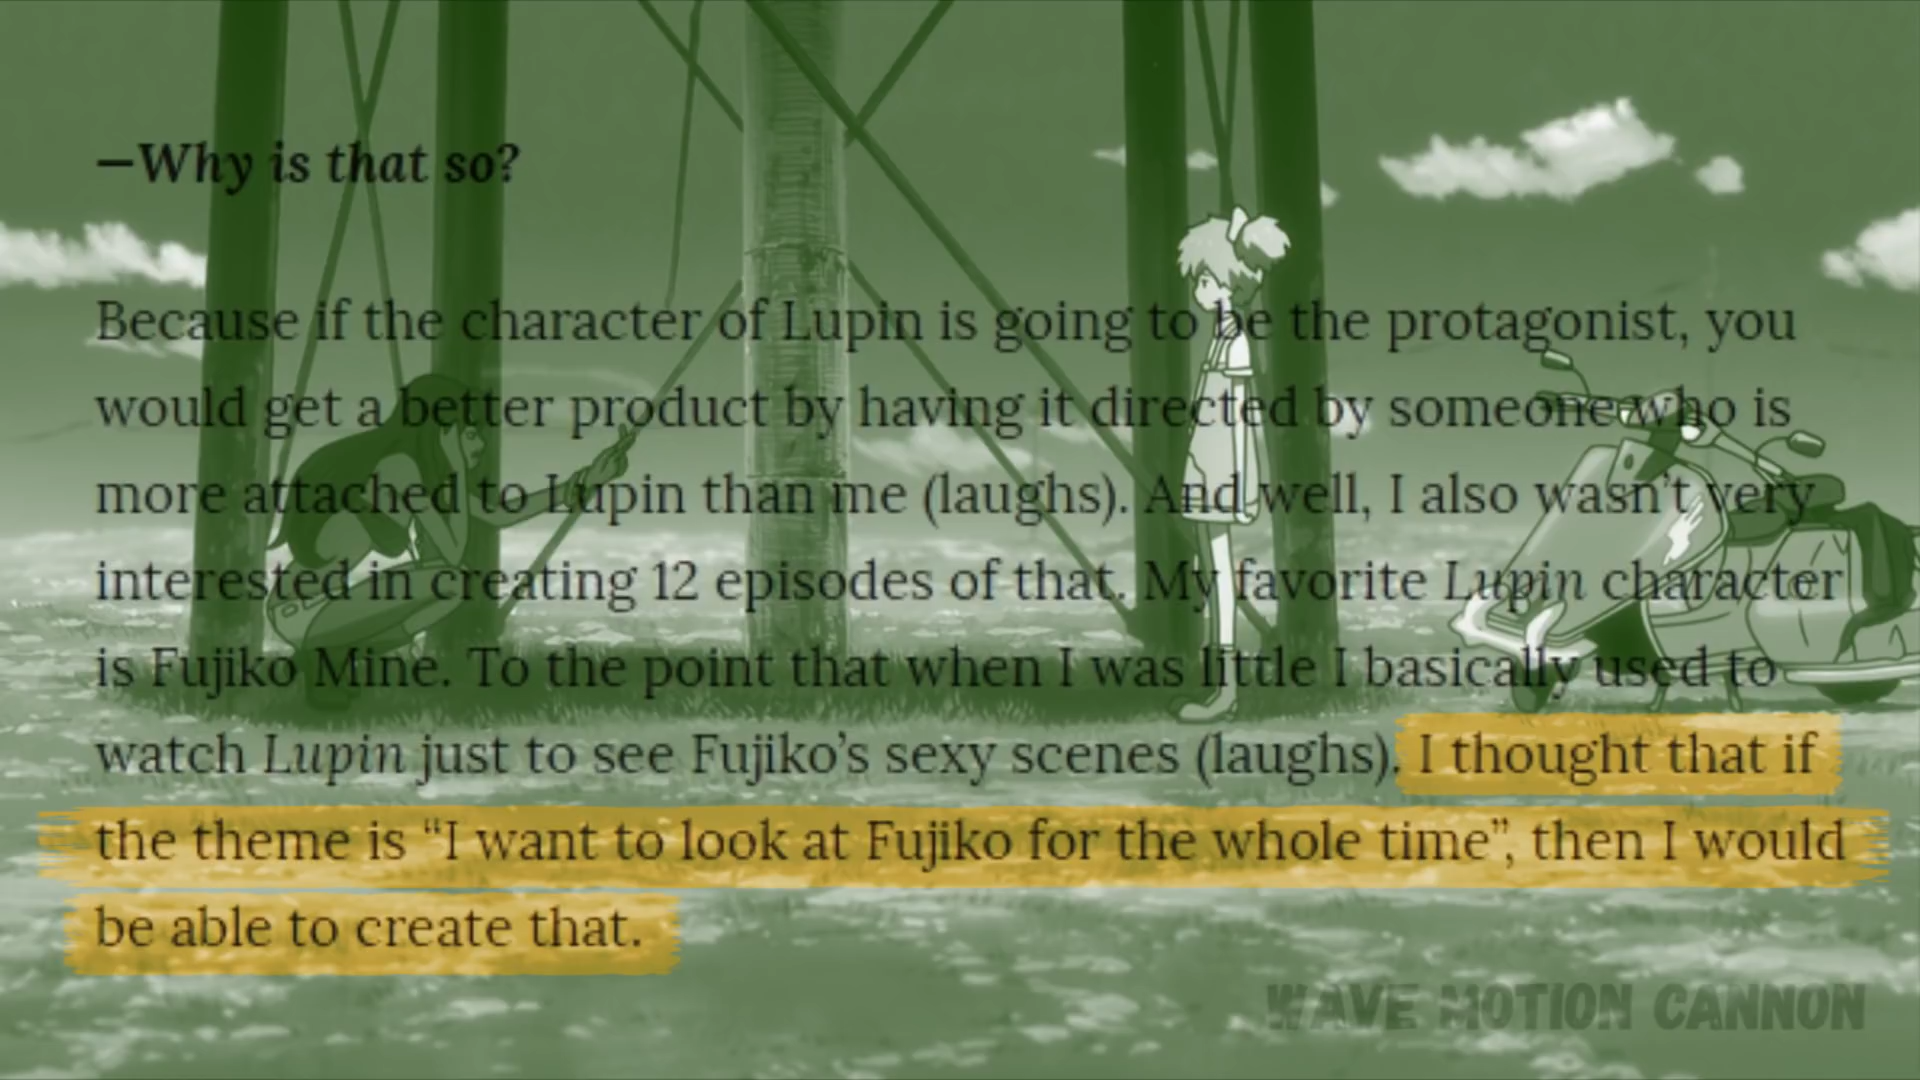 —Why is that so?
Because if the character of Lupin is going to be the protagonist, you
would get a better product by having it directed by someone who is
more attached to Lupin than me (laughs). And well, I also wasn’t very
interested in creating 12 episodes of that. My favorite Lupin character
is Fujiko Mine. To the point that when I was little I basically used to
watch Lupin just to see Fujiko’s sexy scenes (laughs). I thought that if
the theme is “I want to look at Fujiko for the whole time”, then I would
be able to create that.
WAVE MOTION CANNON